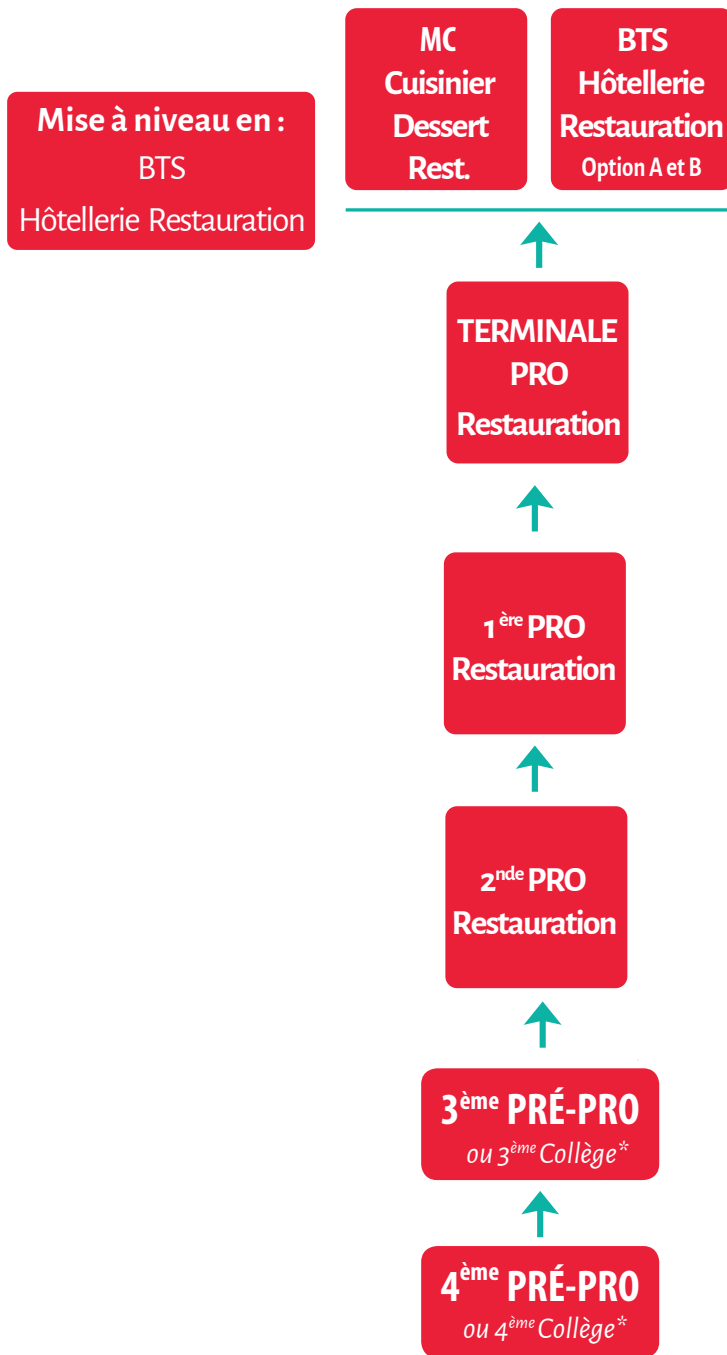 MC
Cuisinier
Dessert
Rest.
BTS
Hôtellerie
Restauration
Option A et B
Mise à niveau en :
BTS
Hôtellerie Restauration
TERMINALE
PRO
Restauration
1ère PRO
Restauration
2nde PRO
Restauration
3ème PRÉ-PRO
ou 3ème Collège*
4ème PRÉ-PRO
ou 4ème Collège*